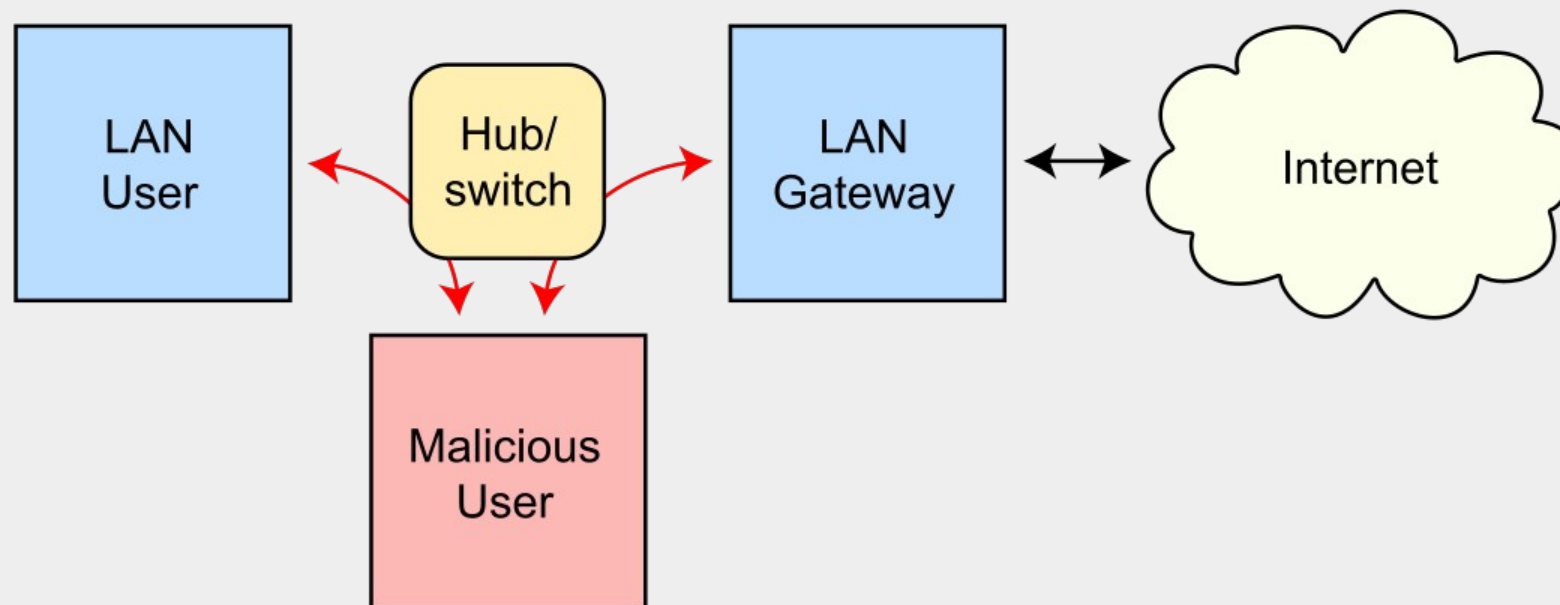 LAN
User
Hub/
switch
LAN
Gateway
Internet
Malicious
User